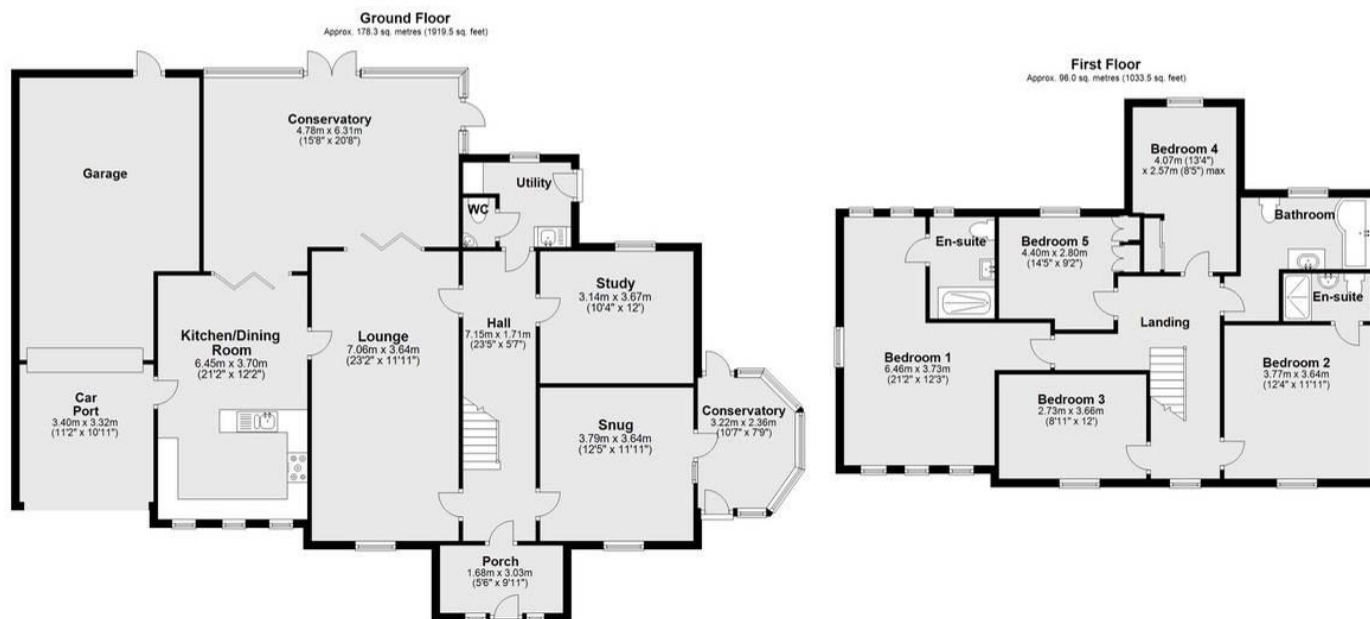 Ground Floor
Approx. 178.3 sq. metres (1919.5 sq. feet)
Garage
Conservatory
4.78m x 6.31m
(15'8" x 20'8")
Utility
WC
Study
3.14m x 3.67m
(10'4" x 12')
Hall
7.15m x 1.71m
(23'5" x 5'7")
Lounge
7.06m x 3.64m
(23'2" x 11'11")
Kitchen/Dining
Room
6.45m x 3.70m
(21'2" x 12'2")
Car
Port
3.40m x 3.32m
(11'2" x 10'11")
Snug
3.79m x 3.64m
(12'5" x 11'11")
Conservatory
3.22m x 2.36m
(10'7" x 7'9")
Porch
1.68m x 3.03m
(5'6" x 9'11")
First Floor
Approx. 96.0 sq. metres (1033.5 sq. feet)
Bedroom 4
4.07m (13'4")
x 2.57m (8'5") max
Bathroom
En-suite
Bedroom 5
4.40m x 2.80m
(14'5" x 9'2")
En-suite
Landing
Bedroom 1
6.46m x 3.73m
(21'2" x 12'3")
Bedroom 2
3.77m x 3.64m
(12'4" x 11'11")
Bedroom 3
2.73m x 3.66m
(8'11" x 12')